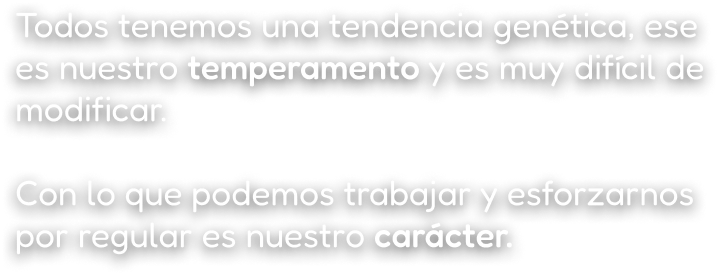 Todos tenemos una tendencia genética, ese
es nuestro temperamento y es muy difícil de
modificar.
Con lo que podemos trabajar y esforzarnos
por regular es nuestro carácter.